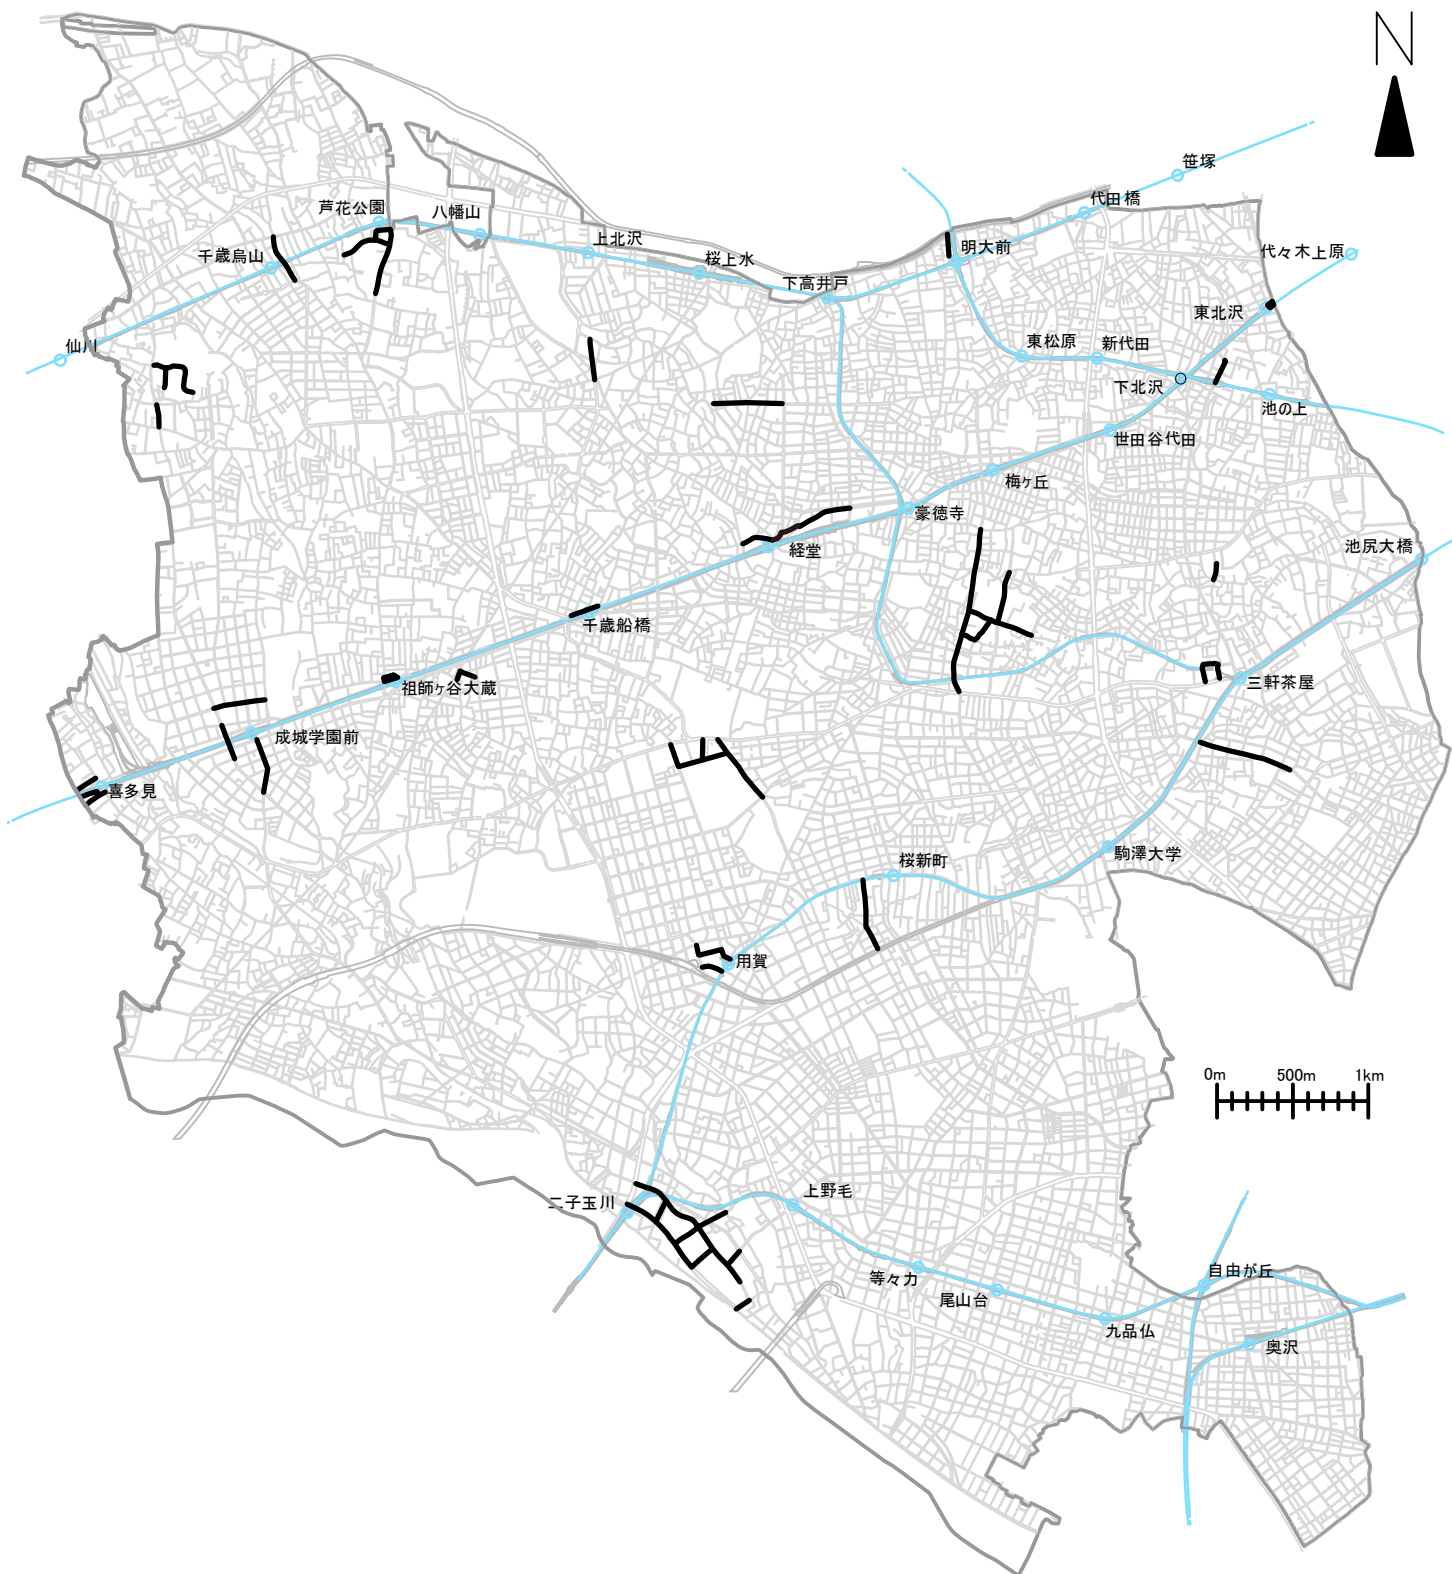 N
笹塚
代田橋
芦花公園
八幡山
上北沢
明大前
代々木上原
千歳烏山
桜上水
下高井戸
東北沢
仙川
東松原
新代田
下北沢
池の上
世田谷代田
梅ヶ丘
豪徳寺
経堂
池尻大橋
千歳船橋
祖師ヶ谷大蔵
三軒茶屋
成城学園前
喜多見
駒澤大学
桜新町
用賀
0m 500m 1km
二子玉川
上野毛
等々力
尾山台
自由が丘
九品仏
奥沢